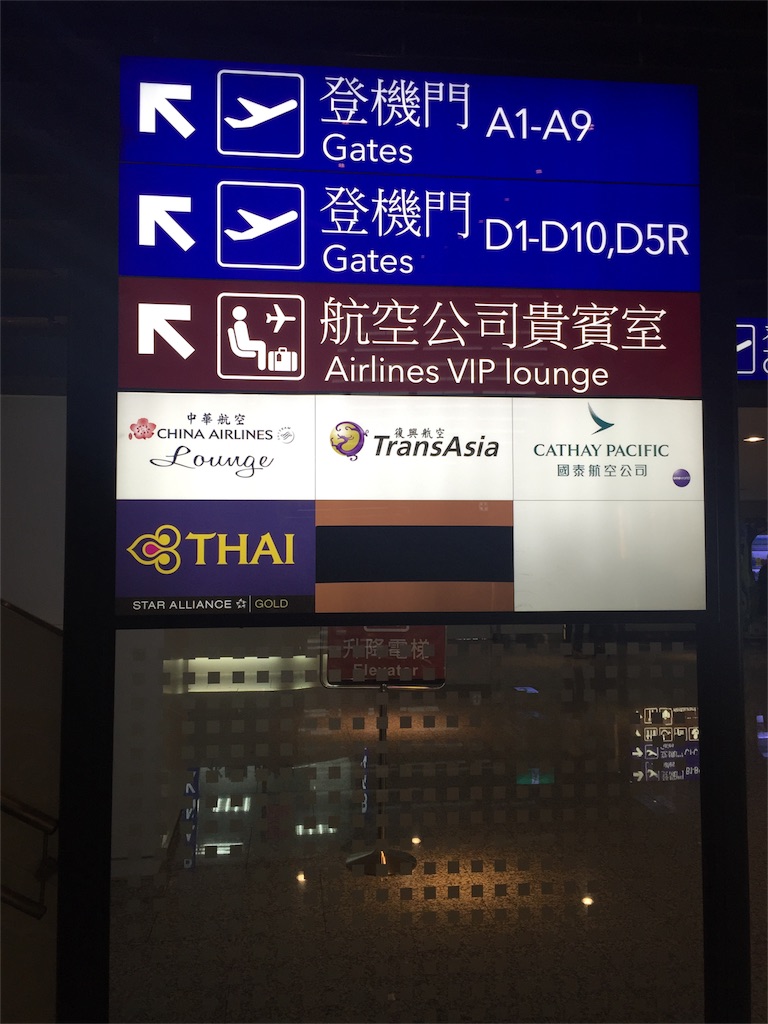 登機門 A1-A9
Gates
登機門 D1-D10,D5R
Gates
航空公司貴賓室
Airlines VIP lounge
中華航空
CHINA AIRLINES
Lounge
復興航空
TransAsia
CATHAY PACIFIC
國泰航空公司
THAI
STAR ALLIANCE GOLD
升降電梯
Elevator